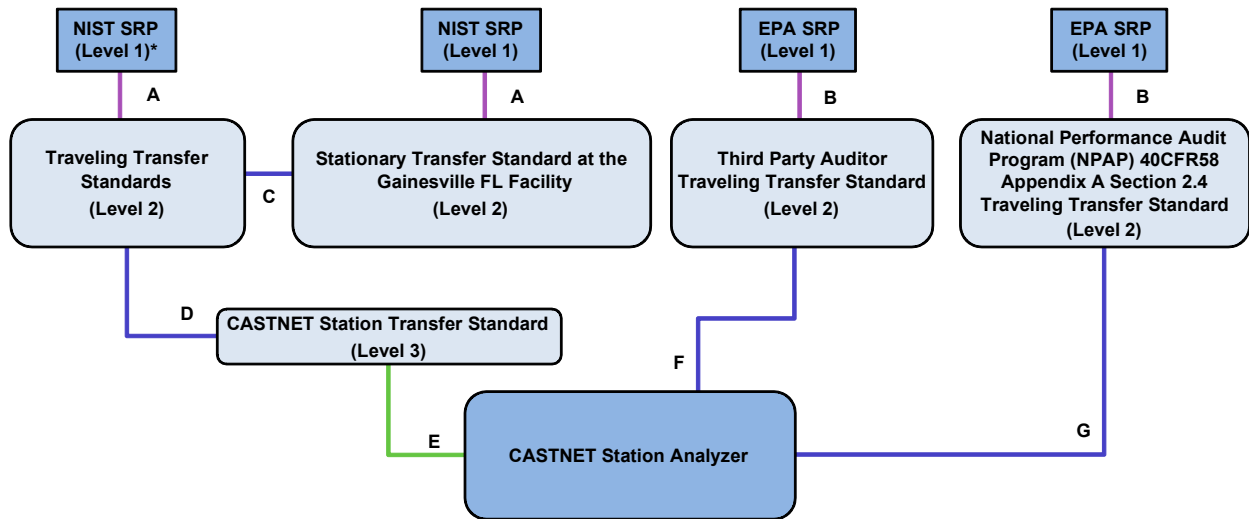 NIST SRP
(Level 1)*
NIST SRP
(Level 1)
EPA SRP
(Level 1)
EPA SRP
(Level 1)
A
A
B
B
Traveling Transfer
Standards
(Level 2)
C
Stationary Transfer Standard at the
Gainesville FL Facility
(Level 2)
Third Party Auditor
Traveling Transfer Standard
(Level 2)
National Performance Audit
Program (NPAP) 40CFR58
Appendix A Section 2.4
Traveling Transfer Standard
(Level 2)
D
CASTNET Station Transfer Standard
(Level 3)
F
E
CASTNET Station Analyzer
G